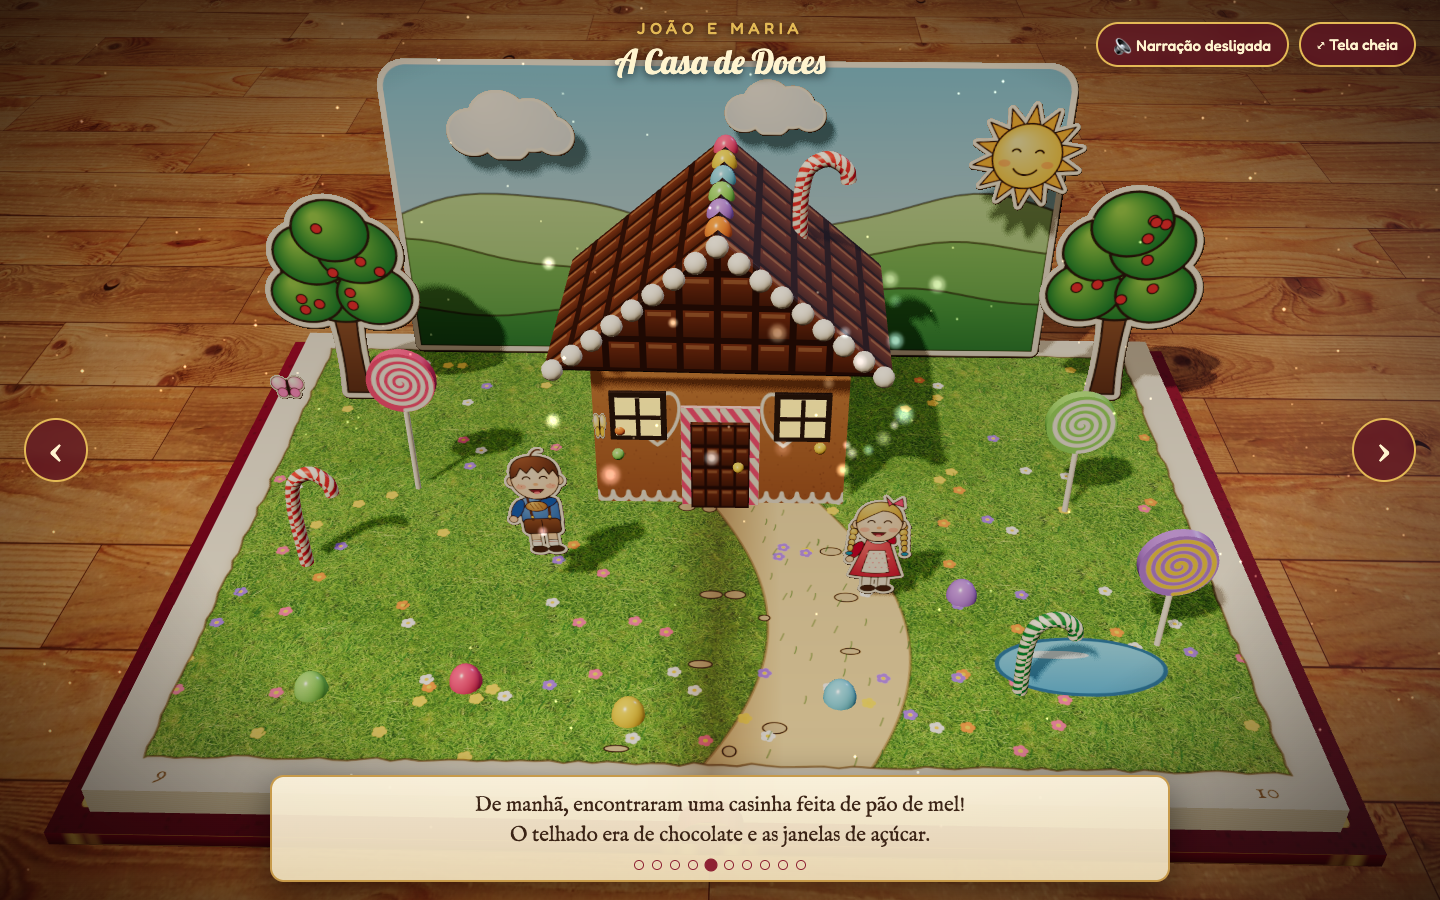 JOÃO E MARIA
A Casa de Doces
Narração desligada
Tela cheia
De manhã, encontraram uma casinha feita de pão de mel!
O telhado era de chocolate e as janelas de açúcar.
9
10